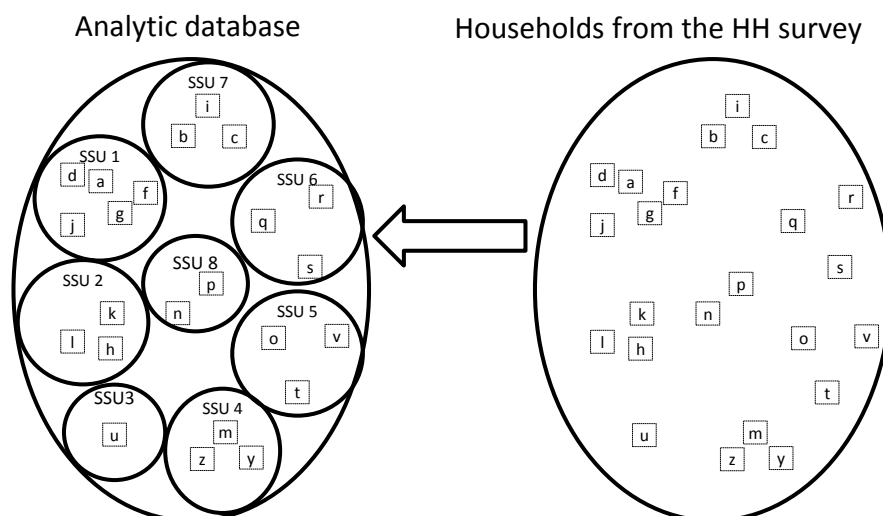 Analytic database
Households from the HH survey
SSU 7
i
b c
SSU 1
d
a
f
g
j
SSU 6
r
q
s
SSU 8
p
n
SSU 2
k
l h
SSU 5
o v
t
SSU3
u
SSU 4
m
z y
i
b c
d
a
f
g
j
r
q
s
p
n
k
l h
o v
t
u
m
z y